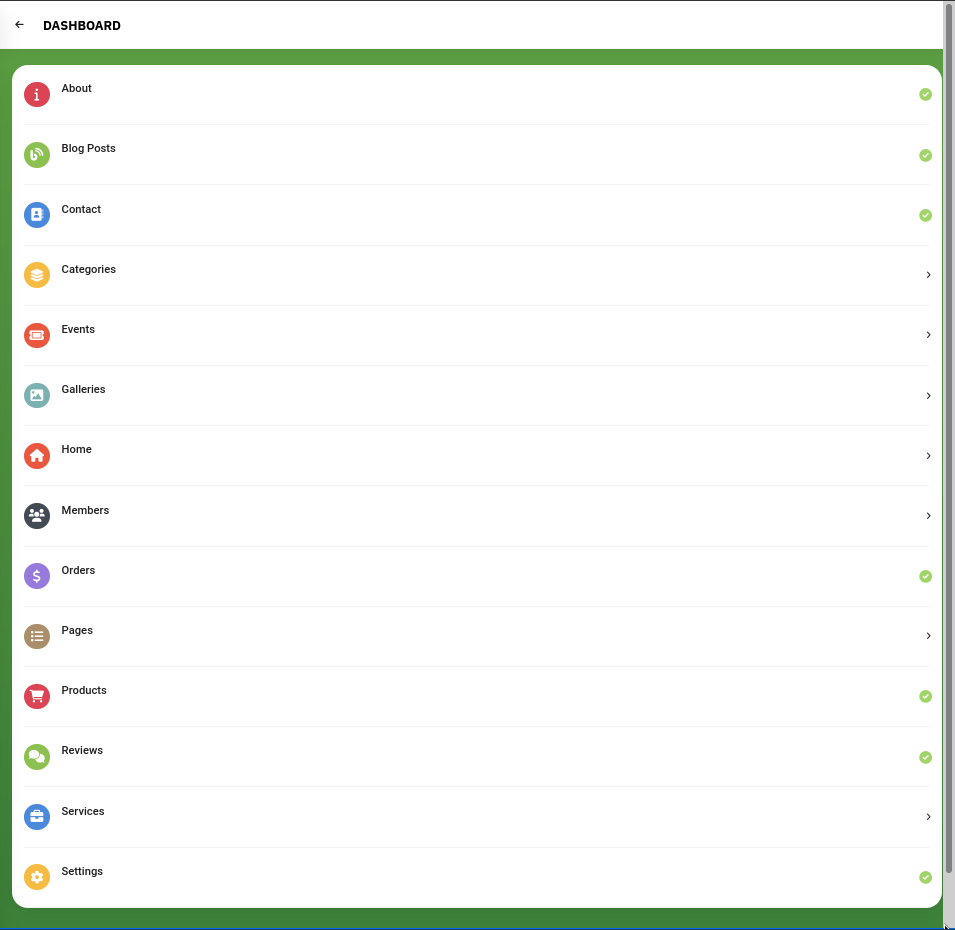 DASHBOARD
About
Blog Posts
Contact
Categories
Events
Galleries
Home
Members
Orders
Pages
Products
Reviews
Services
Settings